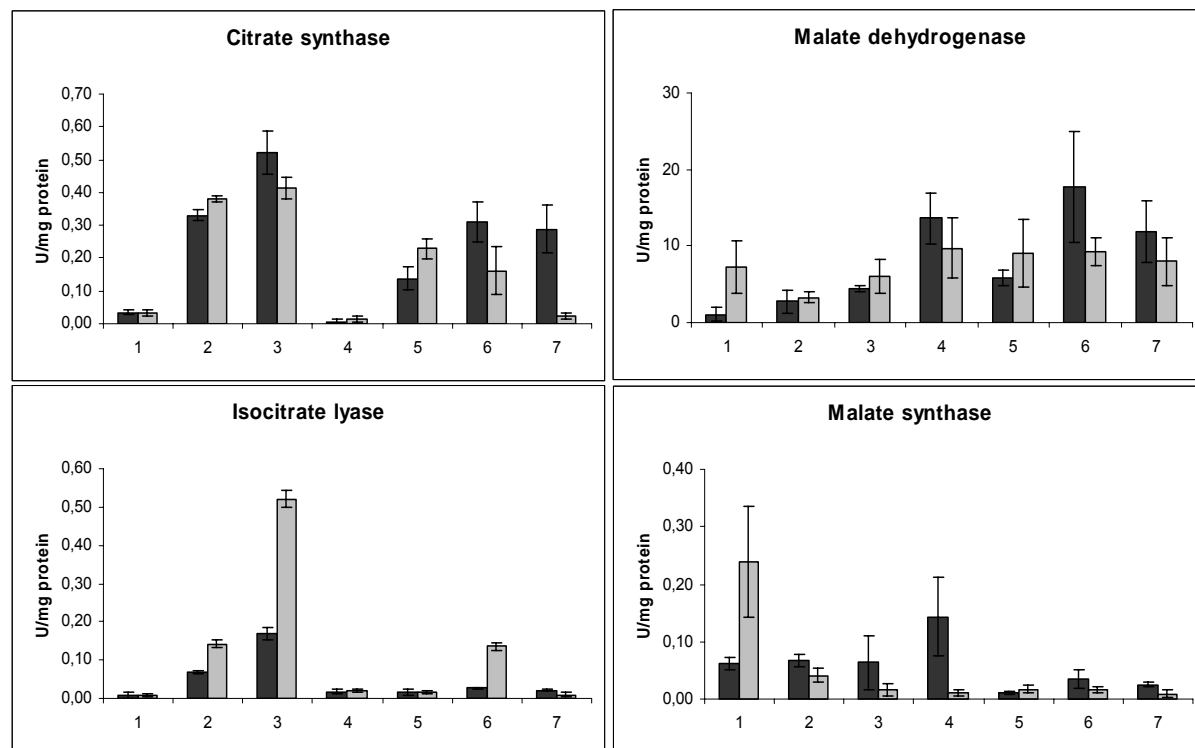 Citrate synthase
U/mg protein
0,70
0,60
0,50
0,40
0,30
0,20
0,10
0,00
1 2 3 4 5 6 7
Malate dehydrogenase
U/mg protein
30
20
10
0
1 2 3 4 5 6 7
Isocitrate lyase
U/mg protein
0,60
0,50
0,40
0,30
0,20
0,10
0,00
1 2 3 4 5 6 7
Malate synthase
U/mg protein
0,40
0,30
0,20
0,10
0,00
1 2 3 4 5 6 7